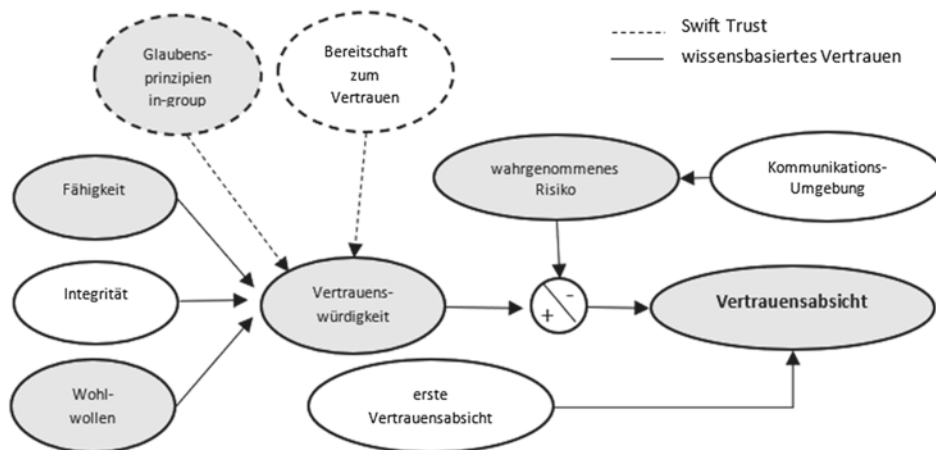 Swift Trust
wissensbasiertes Vertrauen
Glaubens-
prinzipien
in-group
Bereitschaft
zum
Vertrauen
wahrgenommenes
Risiko
Kommunikations-
Umgebung
Fähigkeit
Integrität
Vertrauens-
würdigkeit
+
-
Vertrauensabsicht
Wohl-
wollen
erste
Vertrauensabsicht